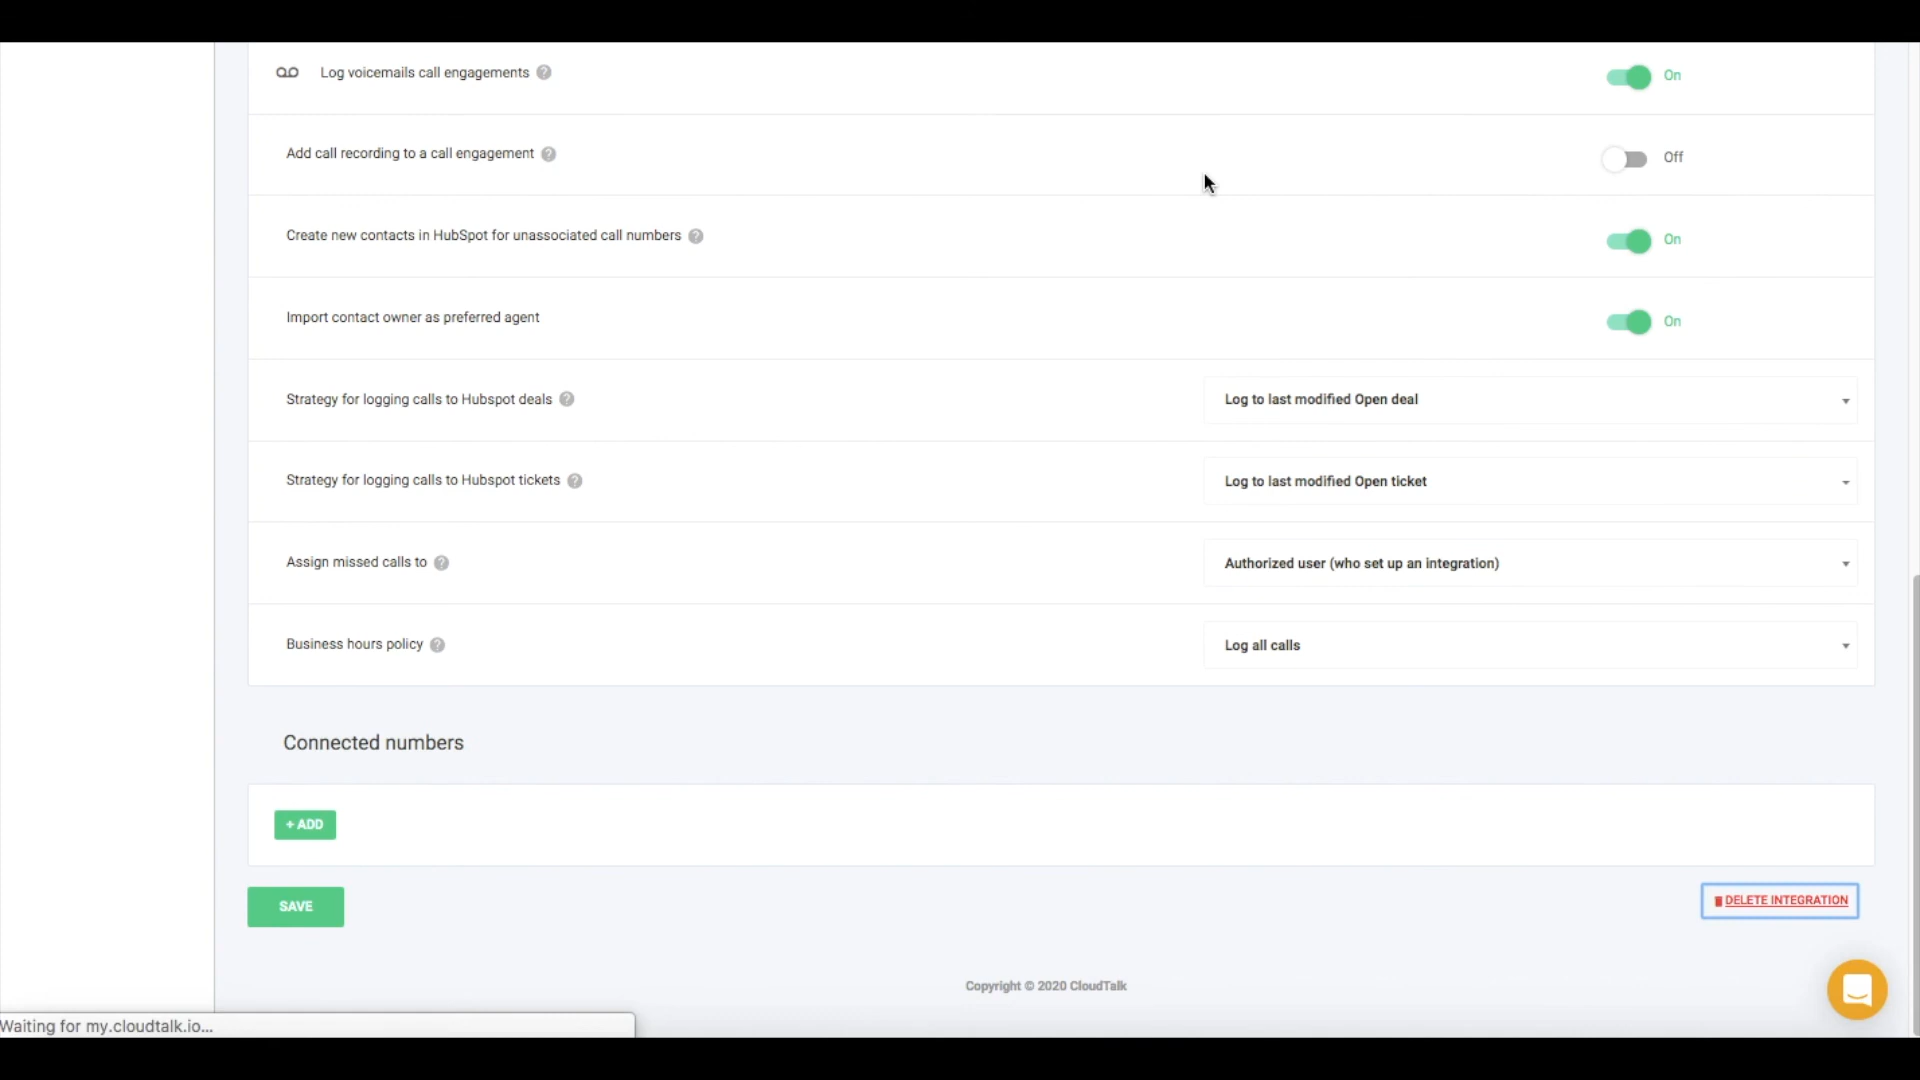 Log voicemails call engagements ?
On
Add call recording to a call engagement ?
Off
Create new contacts in HubSpot for unassociated call numbers ?
On
Import contact owner as preferred agent
On
Strategy for logging calls to Hubspot deals ?
Log to last modified Open deal
Strategy for logging calls to Hubspot tickets ?
Log to last modified Open ticket
Assign missed calls to ?
Authorized user (who set up an integration)
Business hours policy ?
Log all calls
Connected numbers
+ ADD
SAVE
DELETE INTEGRATION
Copyright © 2020 CloudTalk
Waiting for my.cloudtalk.io...